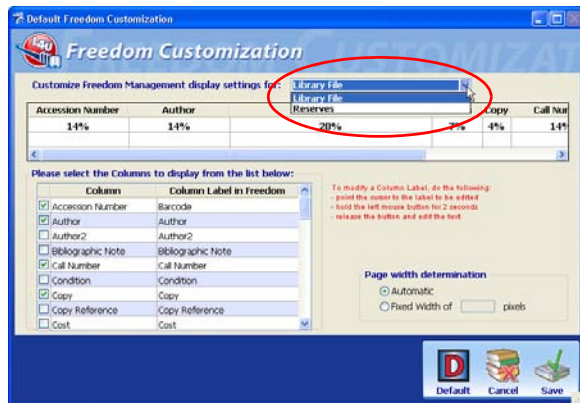 Default Freedom Customization
L4U
Freedom Customization
Customize Freedom Management display settings for: Library File
Library File
Reserves
Accession Number Author Copy Call Nur
14% 14% 20% 7% 4% 14%
Please select the Columns to display from the list below:
Column Column Label in Freedom
Accession Number Barcode
Author Author
Author2 Author2
Bibliographic Note Bibliographic Note
Call Number Call Number
Condition Condition
Copy Copy
Copy Reference Copy Reference
Cost Cost
To modify a Column Label, do the following:
- point the cursor to the label to be edited
- hold the left mouse button for 2 seconds
- release the button and edit the text
Page width determination
Automatic
Fixed Width of pixels
D
Default Cancel Save